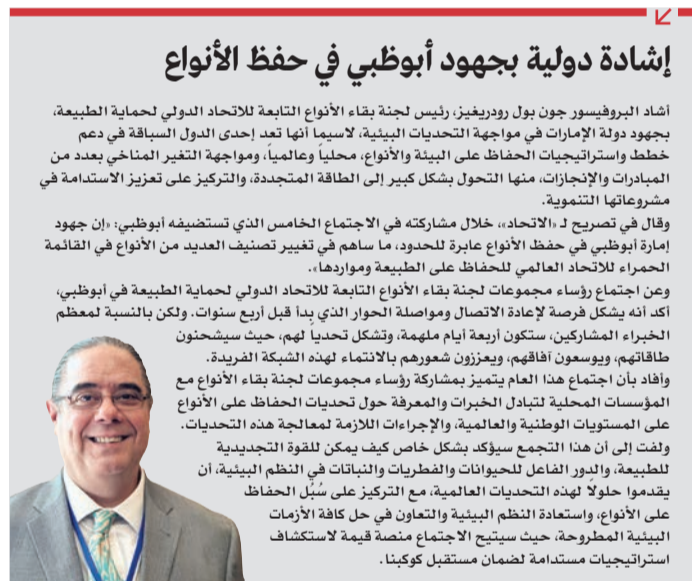 إشادة دولية بجهود أبوظبي في حفظ الأنواع
أشاد البروفيسور جون بول رودريغيز، رئيس لجنة بقاء الأنواع التابعة للاتحاد الدولي لحماية الطبيعة،
بجهود دولة الإمارات في مواجهة التحديات البيئية، لاسيما أنها تعد إحدى الدول السباقة في دعم
خطط واستراتيجيات الحفاظ على البيئة والأنواع، محلياً وعالمياً، ومواجهة التغير المناخي بعدد من
المبادرات والإنجازات، منها التحول بشكل كبير إلى الطاقة المتجددة، والتركيز على تعزيز الاستدامة في
مشروعاتها التنموية.
وقال في تصريح لـ «الاتحاد»، خلال مشاركته في الاجتماع الخامس الذي تستضيفه أبوظبي: «إن جهود
إمارة أبوظبي في حفظ الأنواع عابرة للحدود، ما ساهم في تغيير تصنيف العديد من الأنواع في القائمة
الحمراء للاتحاد العالمي للحفاظ على الطبيعة ومواردها».
وعن اجتماع رؤساء مجموعات لجنة بقاء الأنواع التابعة للاتحاد الدولي لحماية الطبيعة في أبوظبي،
أكد أنه يشكل فرصة لإعادة الاتصال ومواصلة الحوار الذي بدأ قبل أربع سنوات. ولكن بالنسبة لمعظم
الخبراء المشاركين، ستكون أربعة أيام ملهمة، وتشكل تحدياً لهم، حيث سيشحنون
طاقاتهم، ويوسعون آفاقهم، ويعززون شعورهم بالانتماء لهذه الشبكة الفريدة.
وأفاد بأن اجتماع هذا العام يتميز بمشاركة رؤساء مجموعات لجنة بقاء الأنواع مع
المؤسسات المحلية لتبادل الخبرات والمعرفة حول تحديات الحفاظ على الأنواع
على المستويات الوطنية والعالمية، والإجراءات اللازمة لمعالجة هذه التحديات.
ولفت إلى أن هذا التجمع سيؤكد بشكل خاص كيف يمكن للقوة التجديدية
للطبيعة، والدور الفاعل للحيوانات والفطريات والنباتات في النظم البيئية، أن
يقدموا حلولًا لهذه التحديات العالمية، مع التركيز على سُبُل الحفاظ
على الأنواع، واستعادة النظم البيئية والتعاون في حل كافة الأزمات
البيئية المطروحة، حيث سيتيح الاجتماع منصة قيمة لاستكشاف
استراتيجيات مستدامة لضمان مستقبل كوكبنا.